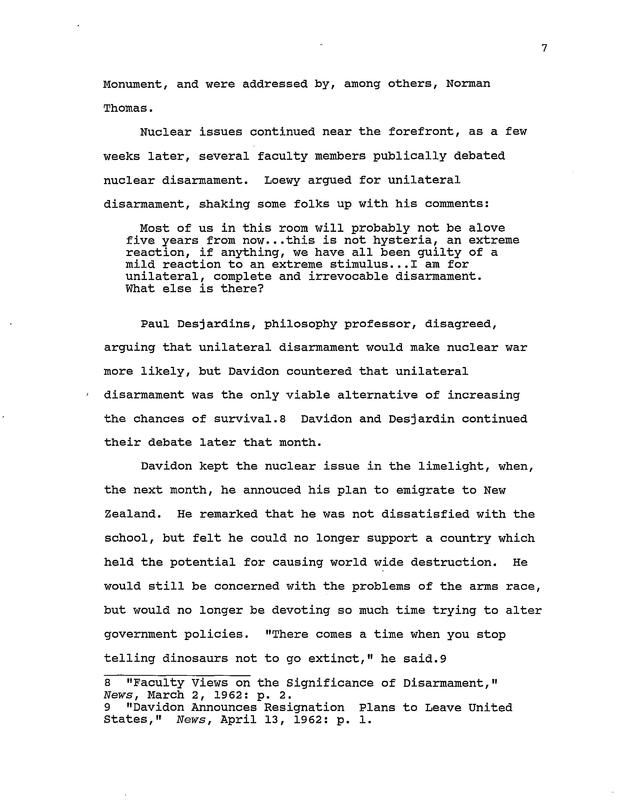 7
Monument, and were addressed by, among others, Norman
Thomas.
Nuclear issues continued near the forefront, as a few
weeks later, several faculty members publically debated
nuclear disarmament.  Loewy argued for unilateral
disarmament, shaking some folks up with his comments:
Most of us in this room will probably not be alove
five years from now...this is not hysteria, an extreme
reaction, if anything, we have all been guilty of a
mild reaction to an extreme stimulus...I am for
unilateral, complete and irrevocable disarmament.
What else is there?
Paul Desjardins, philosophy professor, disagreed,
arguing that unilateral disarmament would make nuclear war
more likely, but Davidon countered that unilateral
disarmament was the only viable alternative of increasing
the chances of survival.8  Davidon and Desjardin continued
their debate later that month.
Davidon kept the nuclear issue in the limelight, when,
the next month, he annouced his plan to emigrate to New
Zealand.  He remarked that he was not dissatisfied with the
school, but felt he could no longer support a country which
held the potential for causing world wide destruction.  He
would still be concerned with the problems of the arms race,
but would no longer be devoting so much time trying to alter
government policies.  "There comes a time when you stop
telling dinosaurs not to go extinct," he said.9
8  "Faculty Views on the Significance of Disarmament,"
News, March 2, 1962: p. 2.
9  "Davidon Announces Resignation  Plans to Leave United
States,"  News, April 13, 1962: p. 1.